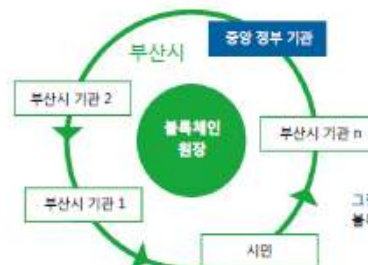 중앙 정부 기관
부산시
부산시 기관 2
블록체인
원장
부산시 기관 n
부산시 기관 1
시민